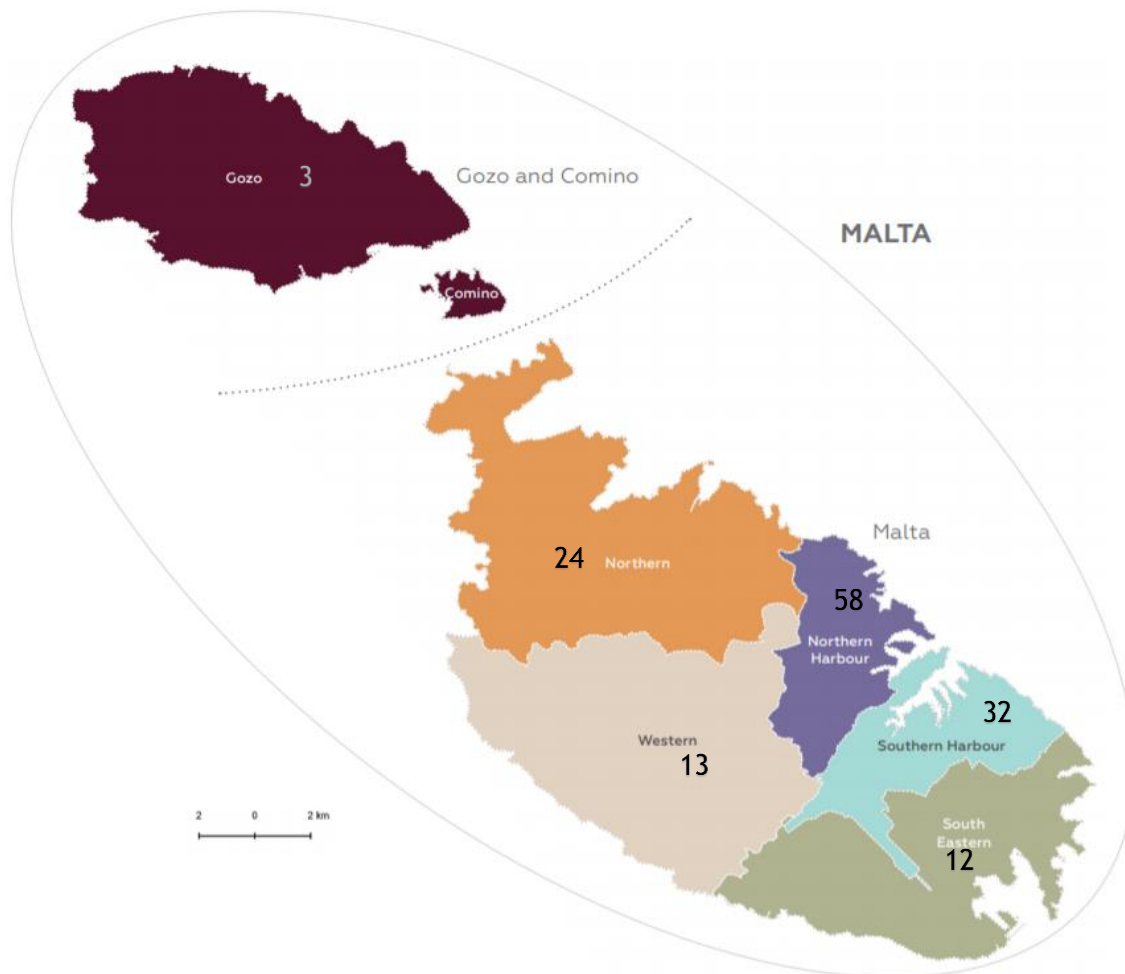 Gozo 3
Gozo and Comino
MALTA
Comino
Malta
24 Northern
58
Northern
Harbour
32
Southern Harbour
Western
13
2 0 2 km
South
Eastern
12